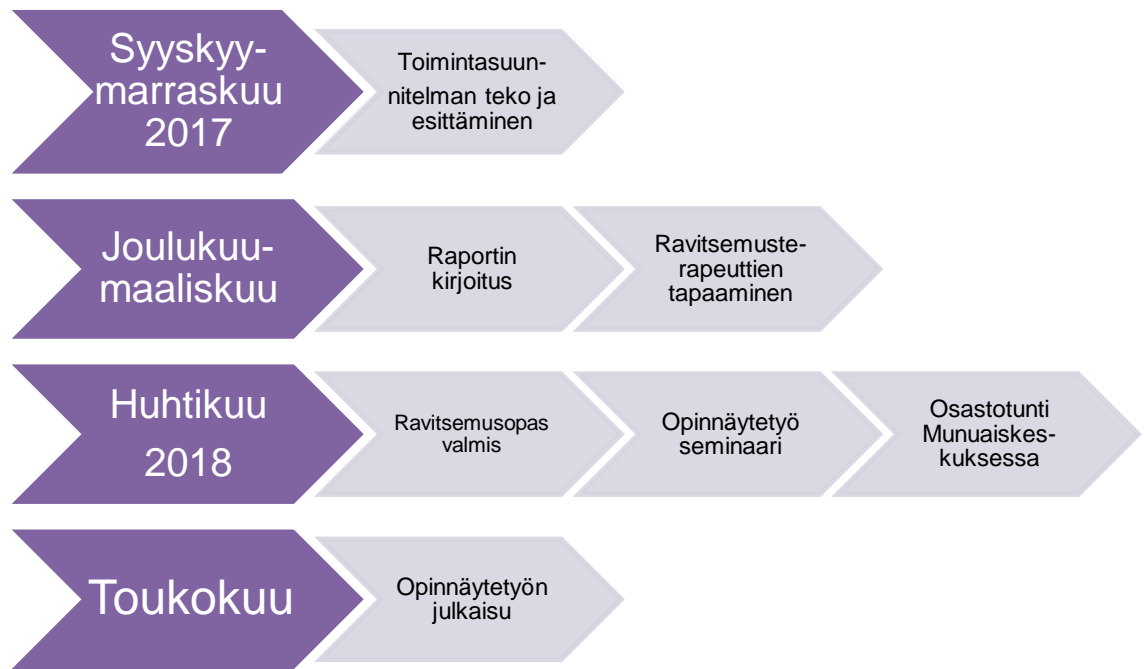 Syyskyy-
marraskuu
2017
Toimintasuun-
nitelman teko ja
esittäminen
Joulukuu-
maaliskuu
Raportin
kirjoitus
Ravitsemuste-
rapeuttien
tapaaminen
Huhtikuu
2018
Ravitsemusopas
valmis
Opinnäytetyö
seminaari
Osastotunti
Munuaiskes-
kuksessa
Toukokuu
Opinnäytetyön
julkaisu